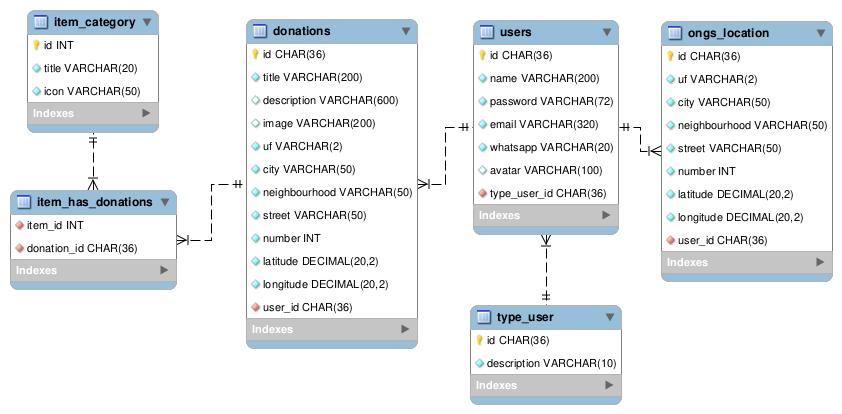 item_category
id INT
title VARCHAR(20)
icon VARCHAR(50)
Indexes
item_has_donations
item_id INT
donation_id CHAR(36)
Indexes
donations
id CHAR(36)
title VARCHAR(200)
description VARCHAR(600)
image VARCHAR(200)
uf VARCHAR(2)
city VARCHAR(50)
neighbourhood VARCHAR(50)
street VARCHAR(50)
number INT
latitude DECIMAL(20,2)
longitude DECIMAL(20,2)
user_id CHAR(36)
Indexes
users
id CHAR(36)
name VARCHAR(200)
password VARCHAR(72)
email VARCHAR(320)
whatsapp VARCHAR(20)
avatar VARCHAR(100)
type_user_id CHAR(36)
Indexes
type_user
id CHAR(36)
description VARCHAR(10)
Indexes
ongs_location
id CHAR(36)
uf VARCHAR(2)
city VARCHAR(50)
neighbourhood VARCHAR(50)
street VARCHAR(50)
number INT
latitude DECIMAL(20,2)
longitude DECIMAL(20,2)
user_id CHAR(36)
Indexes